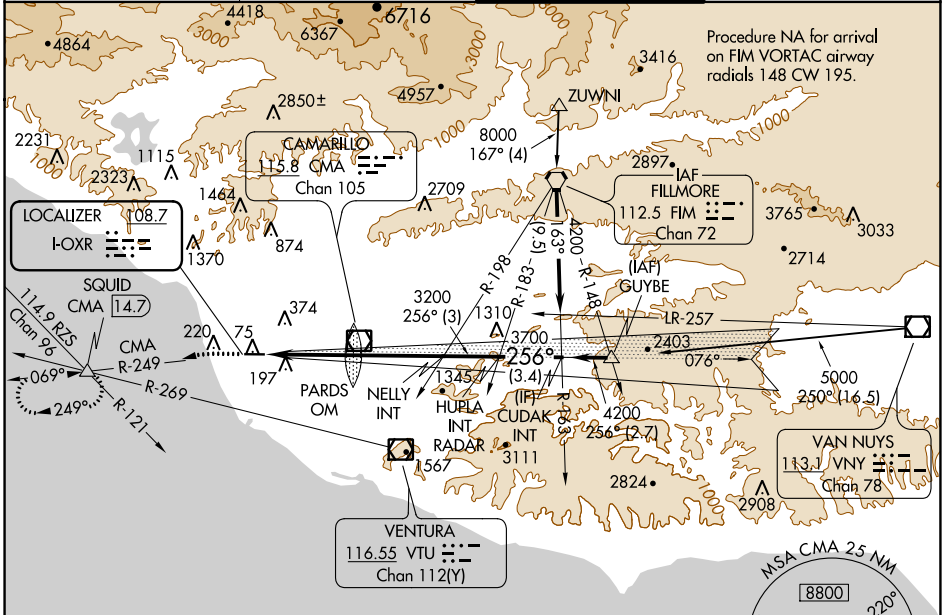 4418
6367
6716
4864
3000
3000
Procedure NA for arrival
on FIM VORTAC airway
radials 148 CW 195.
3416
4957
2850±
ZUWNI
1000
1000
8000
167° (4)
2231
1115
2323
1464
CAMARILLO
115.8 CMA
Chan 105
2709
2897
IAF
FILLMORE
112.5 FIM
Chan 72
3765
3033
2714
LOCALIZER 108.7
I-OXR
1370
874
R-198
(9.5)
163°
4200
R-183
R-148
(IAF)
GUYBE
SQUID
CMA 14.7
114.9 RZS
Chan 96
374
3200
256° (3)
1310
3700
LR-257
220
75
CMA
R-249
256°
(3.4)
2403
076°
069°
R-269
197
249°
R-121
PARDS
OM
NELLY
INT
1345
HUPLA
INT
RADAR
(IF)
CUDAK
INT
R-163
4200
256° (2.7)
5000
250° (16.5)
VAN NUYS
113.1 VNY
Chan 78
1567
3111
2824
2908
1000
1000
VENTURA
116.55 VTU
Chan 112(Y)
MSA CMA 25 NM
8800
220°